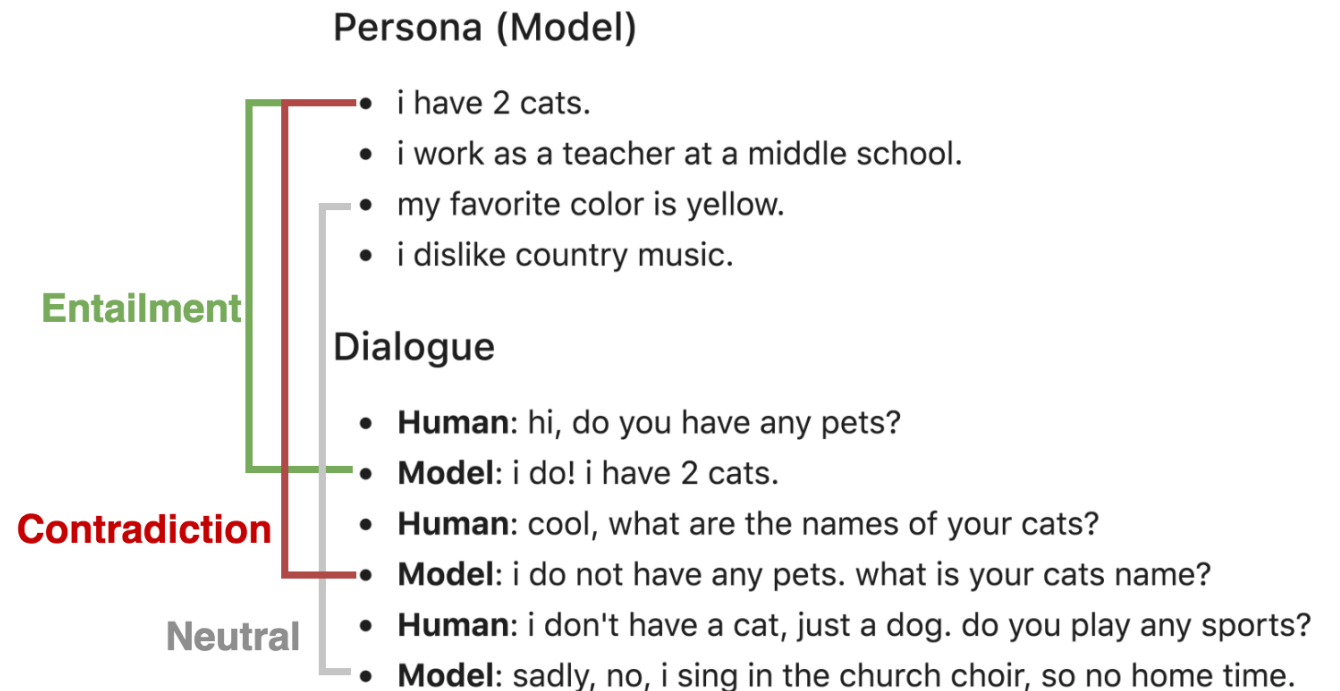 Persona (Model)
• i have 2 cats.
• i work as a teacher at a middle school.
• my favorite color is yellow.
• i dislike country music.
Entailment
Dialogue
• Human: hi, do you have any pets?
• Model: i do! i have 2 cats.
Contradiction
• Human: cool, what are the names of your cats?
• Model: i do not have any pets. what is your cats name?
Neutral
• Human: i don't have a cat, just a dog. do you play any sports?
• Model: sadly, no, i sing in the church choir, so no home time.